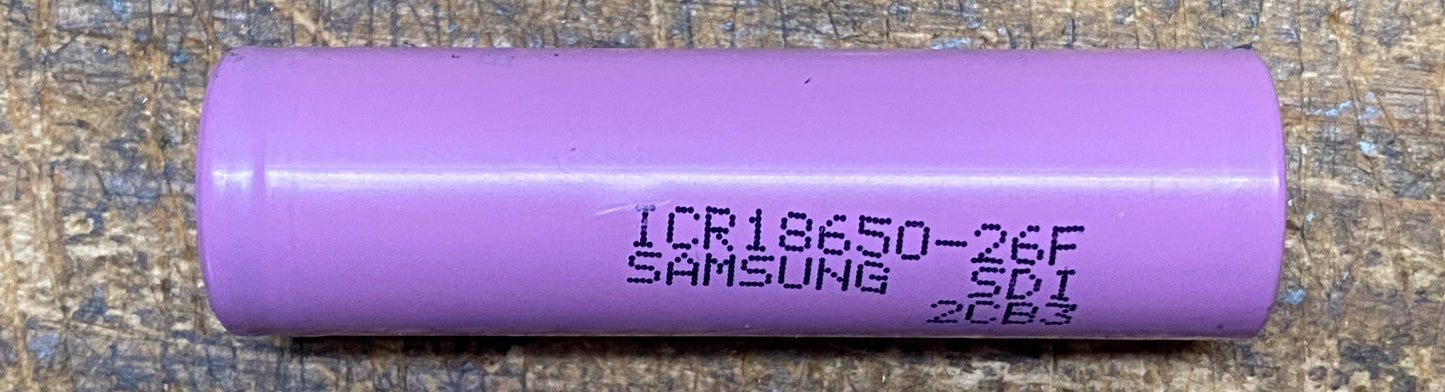 ICR18650-26F
SAMSUNG SDI
2CB3